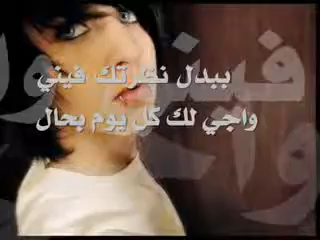 ببدل نظرتك فيني
واجي لك كل يوم بحال